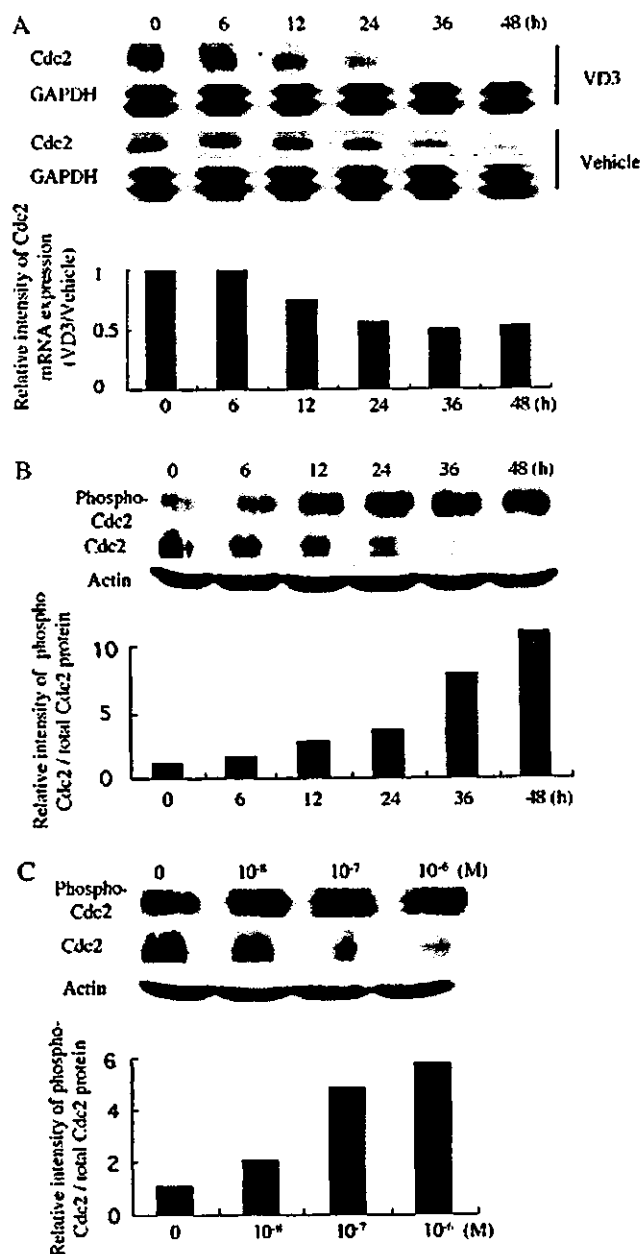 A
0 6 12 24 36 48 (h)
Cdc2
GAPDH
VD3
Cdc2
GAPDH
Vehicle
Relative intensity of Cdc2
mRNA expression
(VD3/Vehicle)
1
0.5
0
0 6 12 24 36 48 (h)
B
0 6 12 24 36 48 (h)
Phospho-
Cdc2
Cdc2
Actin
Relative intensity of phospho
Cdc2 / total Cdc2 protein
10
5
0
0 6 12 24 36 48 (h)
C
0 10⁻⁸ 10⁻⁷ 10⁻⁶ (M)
Phospho-
Cdc2
Cdc2
Actin
Relative intensity of phospho-
Cdc2 / total Cdc2 protein
6
4
2
0
0 10⁻⁸ 10⁻⁷ 10⁻⁶ (M)